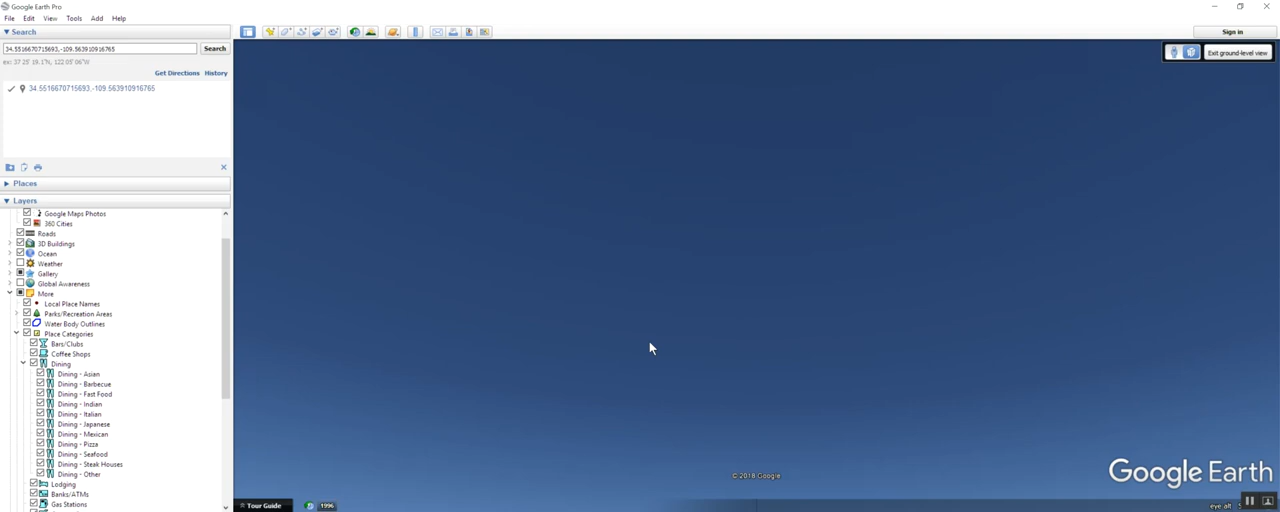 Google Earth Pro
File Edit View Tools Add Help
Search
34.5516670715693,-109.563910916765
Search
ex: 37 25' 19.1"N, 122 05' 06"W
Get Directions History
34.5516670715693,-109.563910916765
Places
Layers
Google Maps Photos
360 Cities
Roads
3D Buildings
Ocean
Weather
Gallery
Global Awareness
More
Local Place Names
Parks/Recreation Areas
Water Body Outlines
Place Categories
Bars/Clubs
Coffee Shops
Dining
Dining - Asian
Dining - Barbecue
Dining - Fast Food
Dining - Indian
Dining - Italian
Dining - Japanese
Dining - Mexican
Dining - Pizza
Dining - Seafood
Dining - Steak Houses
Dining - Other
Lodging
Banks/ATMs
Gas Stations
Sign in
Exit ground-level view
© 2018 Google
Google Earth
Tour Guide
1996
eye alt